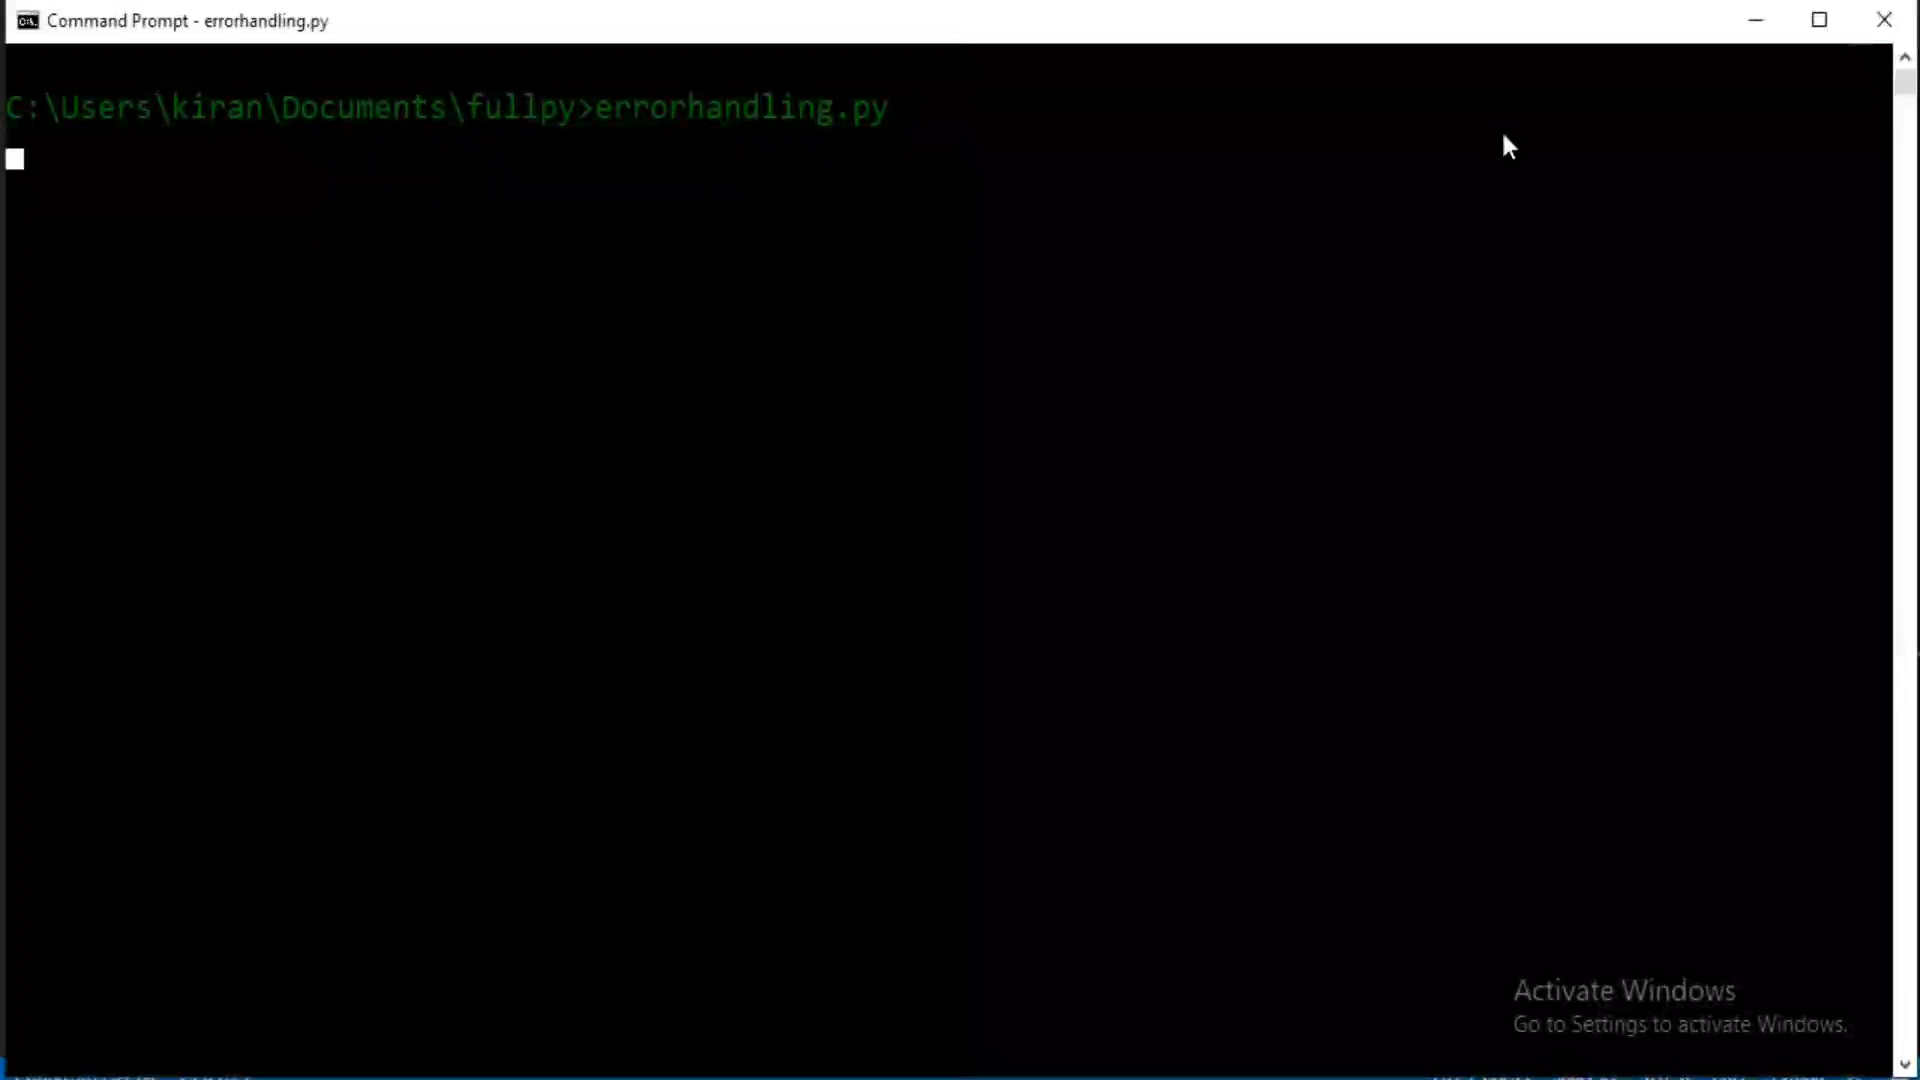 Command Prompt - errorhandling.py
C:\Users\kiran\Documents\fullpy>errorhandling.py
Activate Windows
Go to Settings to activate Windows.